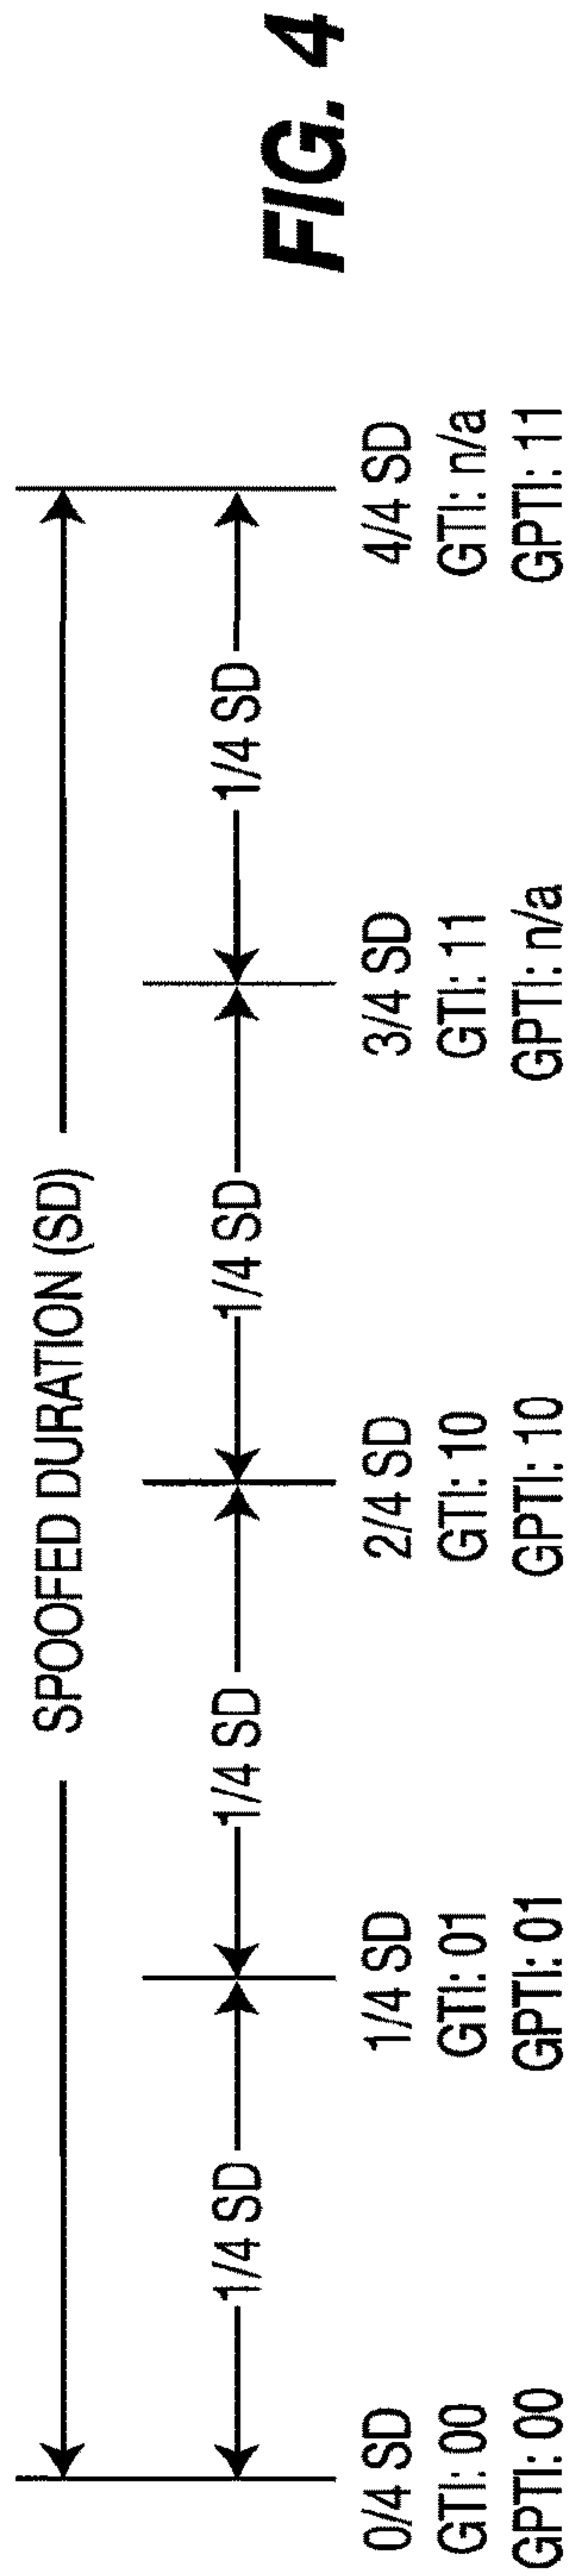 SPOOFED DURATION (SD)
1/4 SD 1/4 SD 1/4 SD 1/4 SD
0/4 SD 1/4 SD 2/4 SD 3/4 SD 4/4 SD
GTI: 00 GTI: 01 GTI: 10 GTI: 11 GTI: n/a
GPTI: 00 GPTI: 01 GPTI: 10 GPTI: n/a GPTI: 11
FIG. 4